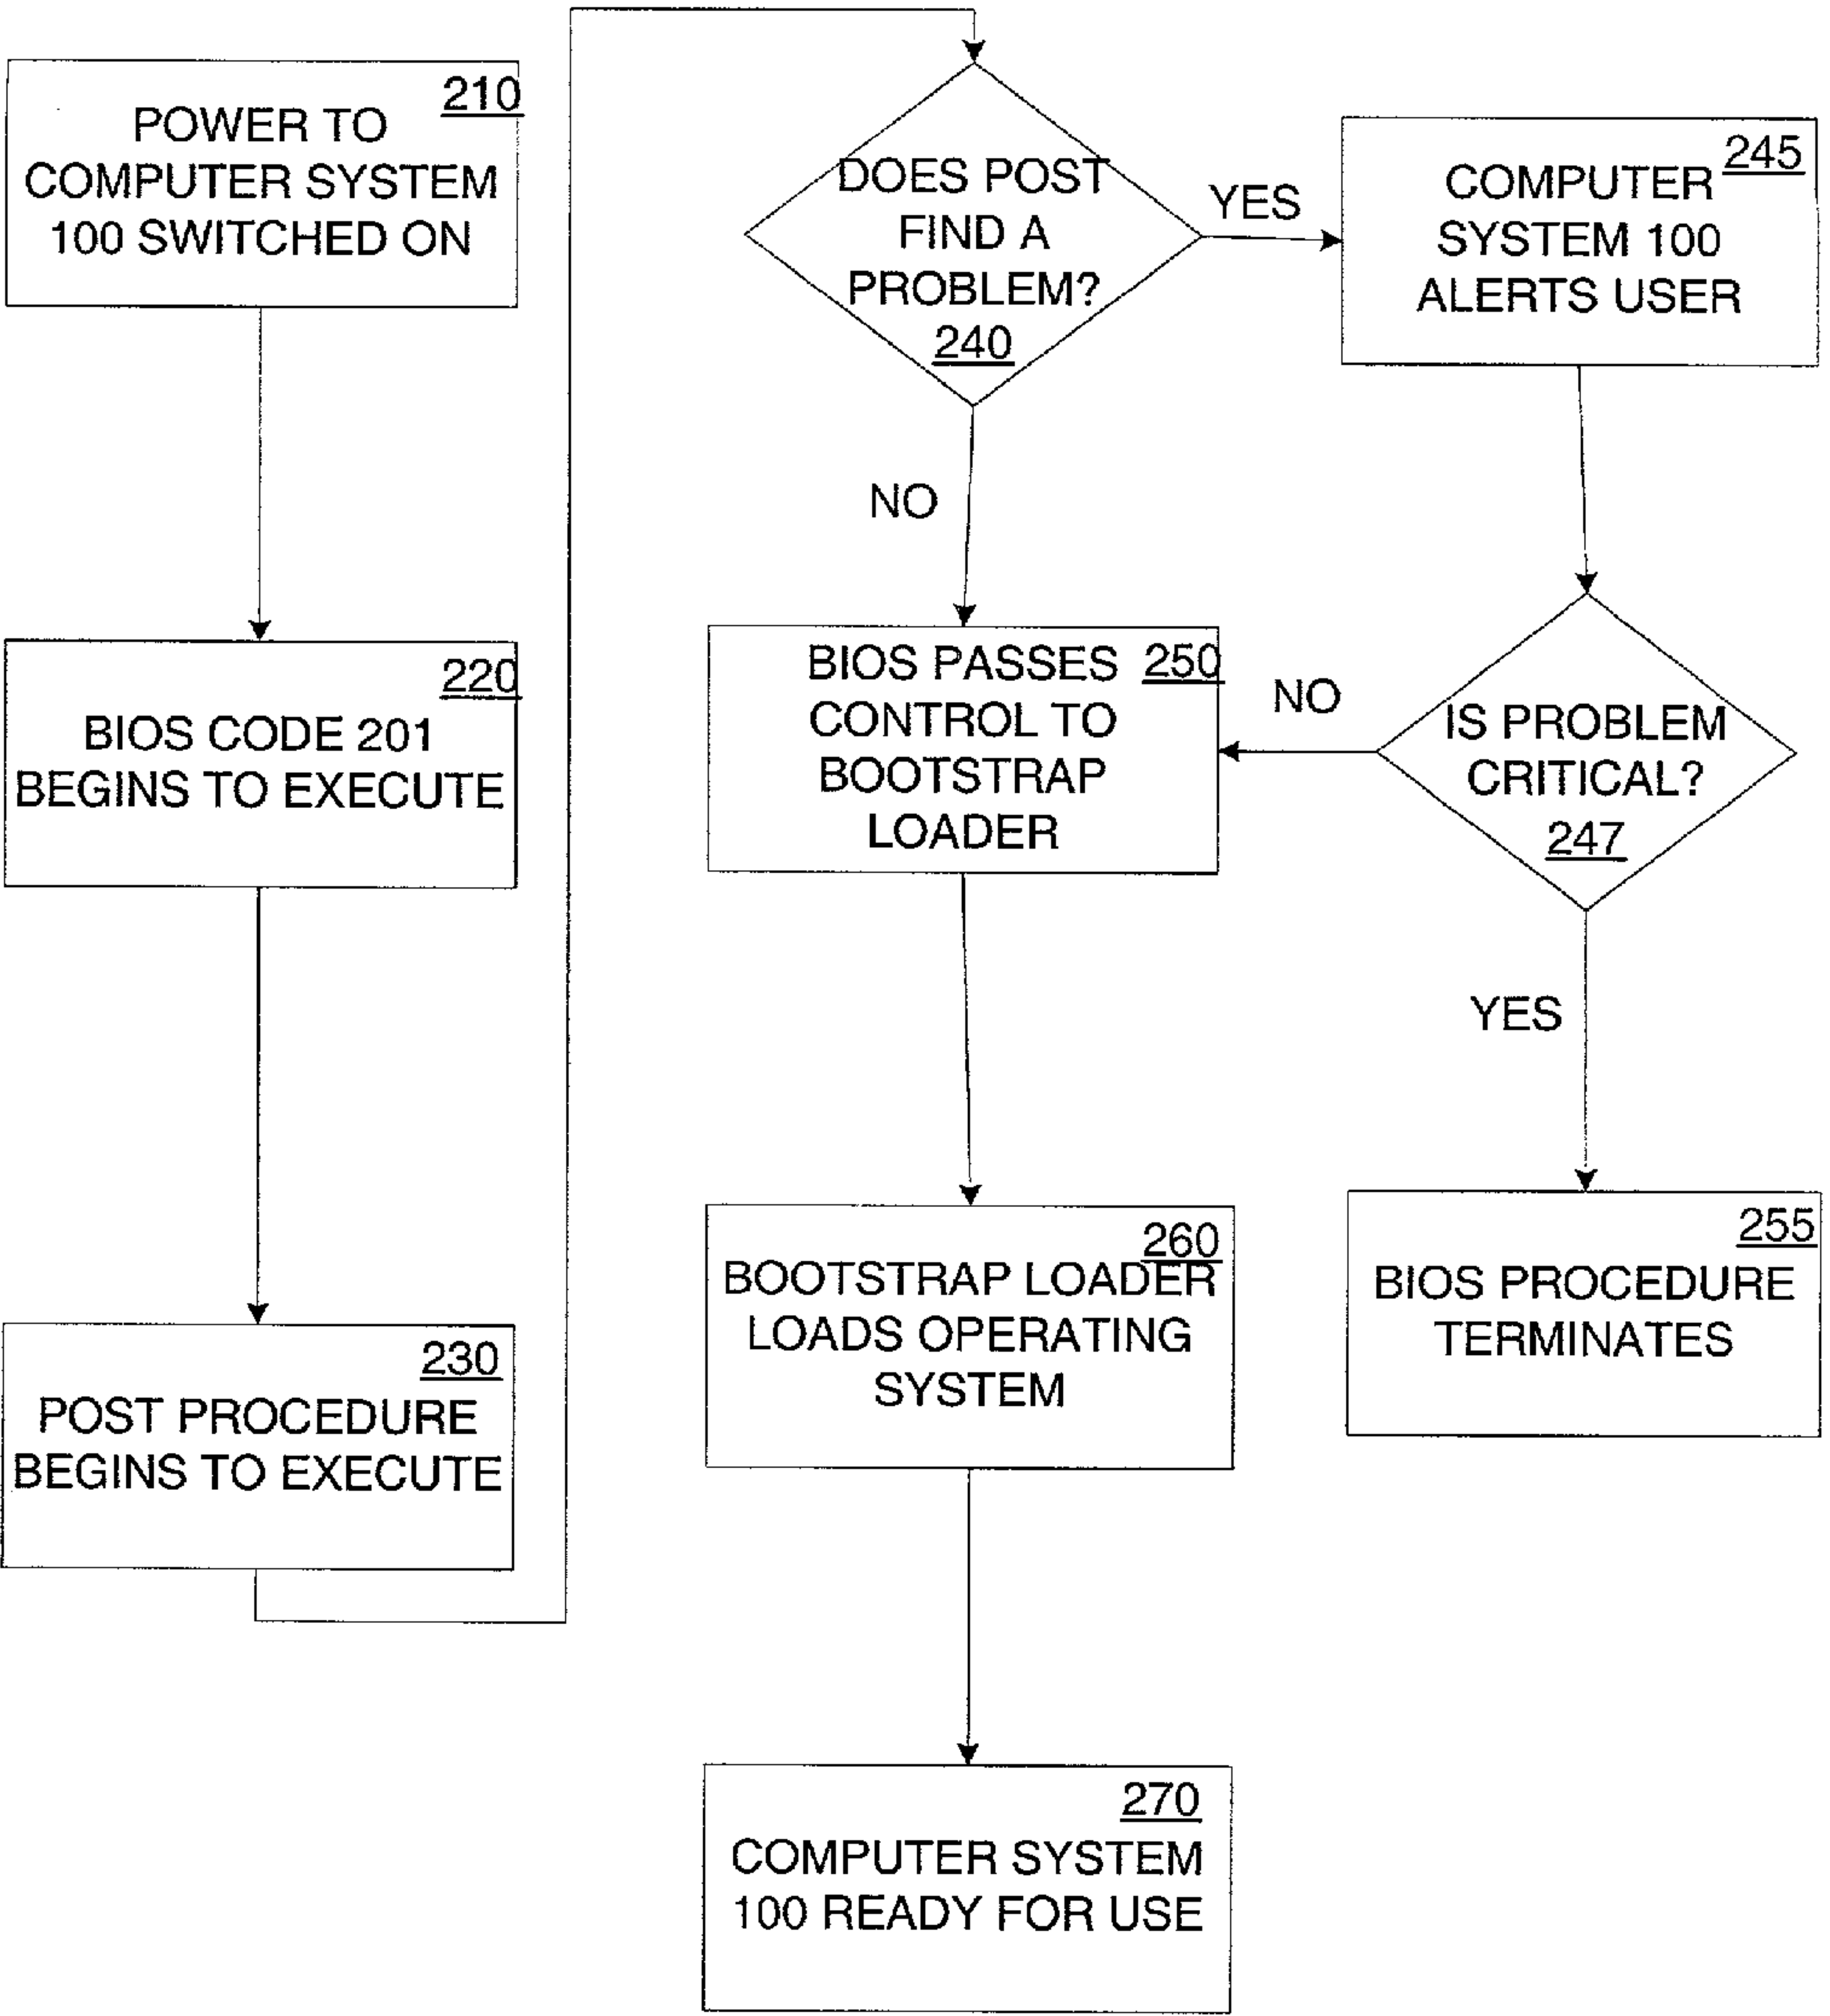 210
POWER TO
COMPUTER SYSTEM
100 SWITCHED ON
220
BIOS CODE 201
BEGINS TO EXECUTE
230
POST PROCEDURE
BEGINS TO EXECUTE
DOES POST
FIND A
PROBLEM?
240
YES
NO
245
COMPUTER
SYSTEM 100
ALERTS USER
IS PROBLEM
CRITICAL?
247
NO
YES
BIOS PASSES 250
CONTROL TO
BOOTSTRAP
LOADER
255
BIOS PROCEDURE
TERMINATES
260
BOOTSTRAP LOADER
LOADS OPERATING
SYSTEM
270
COMPUTER SYSTEM
100 READY FOR USE